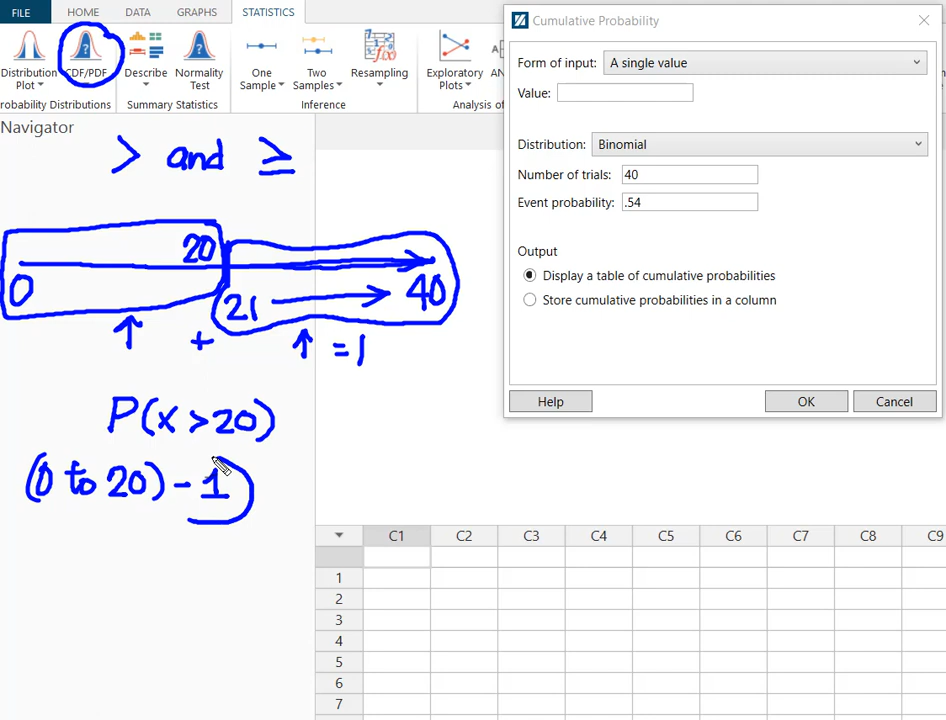 FILE HOME DATA GRAPHS STATISTICS
Distribution Plot CDF/PDF Describe Normality Test One Sample Two Samples Resampling Exploratory Plots AN
robability Distributions Summary Statistics Inference Analysis of
Navigator
> and ≥
20
0 21 40
+ = 1
P(x > 20)
(0 to 20) - 1
Cumulative Probability
Form of input: A single value
Value:
Distribution: Binomial
Number of trials: 40
Event probability: .54
Output
Display a table of cumulative probabilities
Store cumulative probabilities in a column
Help OK Cancel
C1 C2 C3 C4 C5 C6 C7 C8 C9
1
2
3
4
5
6
7